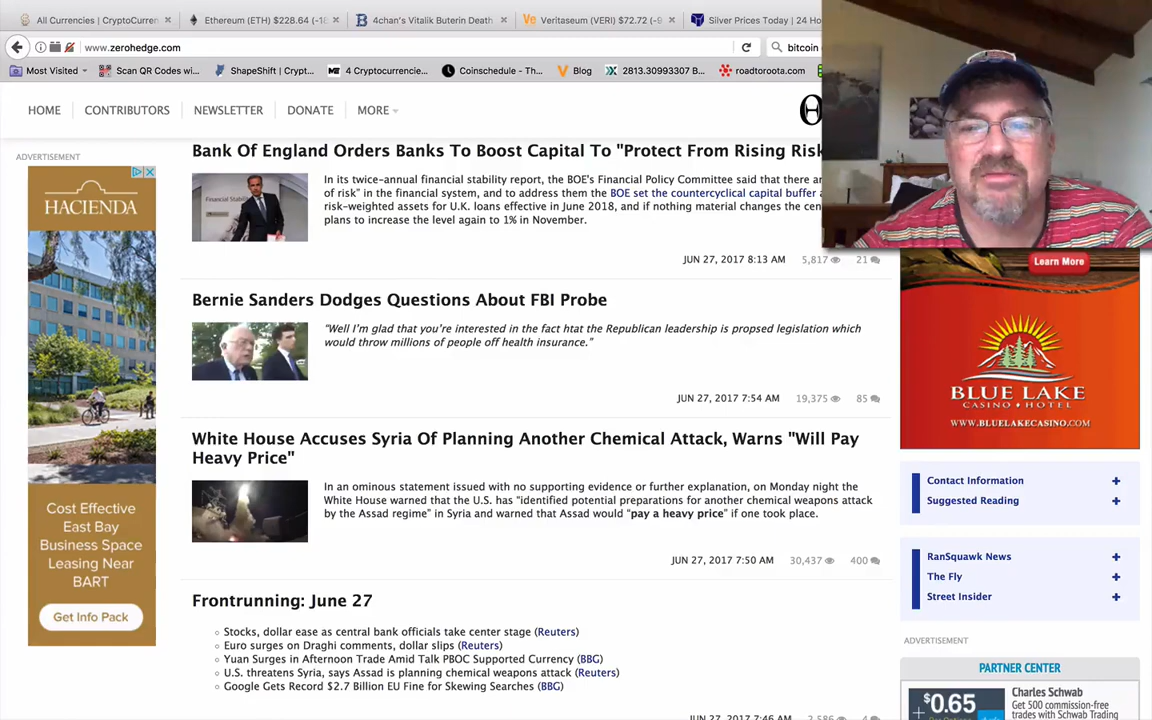 All Currencies | CryptoCurren
Ethereum (ETH) $228.64 (-1
4chan's Vitalik Buterin Death
Veritaseum (VERI) $72.72 (-9
Silver Prices Today | 24 Ho
www.zerohedge.com
bitcoin
Most Visited
Scan QR Codes wi...
ShapeShift | Crypt...
4 Cryptocurrencie...
Coinschedule - Th...
Blog
2813.30993307 B...
roadtoroota.com
HOME
CONTRIBUTORS
NEWSLETTER
DONATE
MORE
ADVERTISEMENT
HACIENDA
Cost Effective
East Bay
Business Space
Leasing Near
BART
Get Info Pack
Bank Of England Orders Banks To Boost Capital To "Protect From Rising Risk
Financial Stabili
In its twice-annual financial stability report, the BOE's Financial Policy Committee said that there ar
of risk" in the financial system, and to address them the BOE set the countercyclical capital buffer a
risk-weighted assets for U.K. loans effective in June 2018, and if nothing material changes the cen
plans to increase the level again to 1% in November.
JUN 27, 2017 8:13 AM 5,817 21
Bernie Sanders Dodges Questions About FBI Probe
"Well I'm glad that you're interested in the fact htat the Republican leadership is propsed legislation which
would throw millions of people off health insurance."
JUN 27, 2017 7:54 AM 19,375 85
White House Accuses Syria Of Planning Another Chemical Attack, Warns "Will Pay
Heavy Price"
In an ominous statement issued with no supporting evidence or further explanation, on Monday night the
White House warned that the U.S. has "identified potential preparations for another chemical weapons attack
by the Assad regime" in Syria and warned that Assad would "pay a heavy price" if one took place.
JUN 27, 2017 7:50 AM 30,437 400
Frontrunning: June 27
Stocks, dollar ease as central bank officials take center stage (Reuters)
Euro surges on Draghi comments, dollar slips (Reuters)
Yuan Surges in Afternoon Trade Amid Talk PBOC Supported Currency (BBG)
U.S. threatens Syria, says Assad is planning chemical weapons attack (Reuters)
Google Gets Record $2.7 Billion EU Fine for Skewing Searches (BBG)
JUN 27, 2017 7:46 AM 2,586 4
Learn More
BLUE LAKE
CASINO • HOTEL
WWW.BLUELAKECASINO.COM
Contact Information +
Suggested Reading +
RanSquawk News +
The Fly +
Street Insider +
ADVERTISEMENT
PARTNER CENTER
$0.65
Charles Schwab
Get 500 commission-free
trades with Schwab Trading